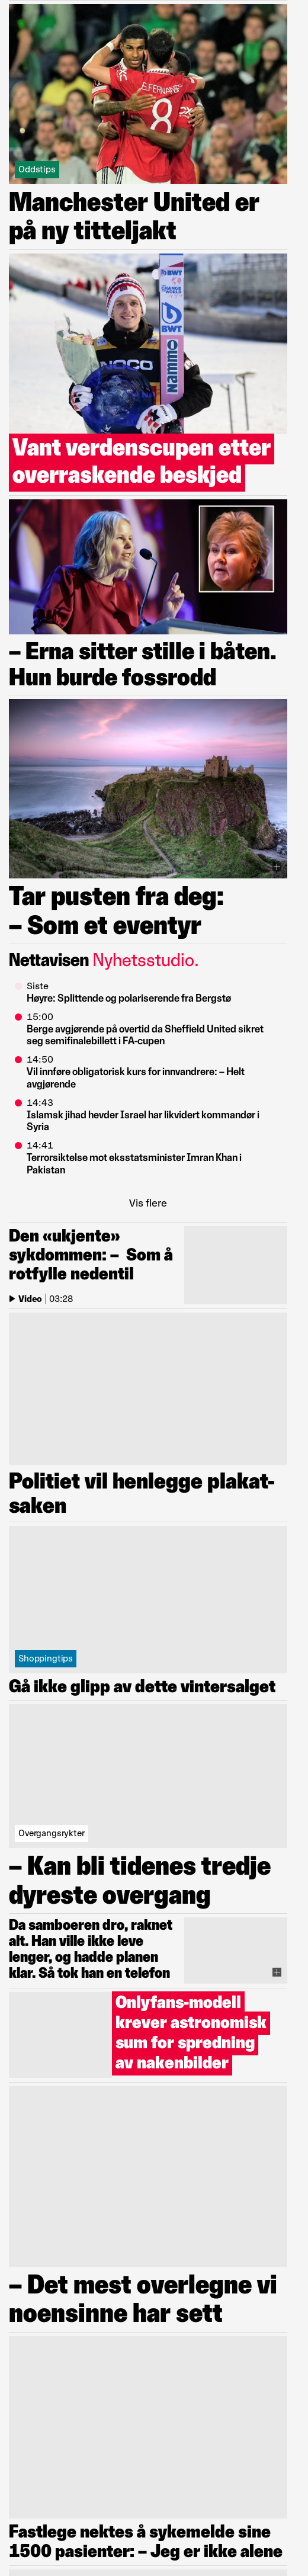 S.FERNANDES
8
Oddstips
Manchester United er
på ny titteljakt
BWT
CHANGE
WORLD
BWT
NAMMO
NOCO
Vant verdenscupen etter
overraskende beskjed
– Erna sitter stille i båten.
Hun burde fossrodd
Tar pusten fra deg:
– Som et eventyr
Nettavisen Nyhetsstudio.
Siste
Høyre: Splittende og polariserende fra Bergstø
15:00
Berge avgjørende på overtid da Sheffield United sikret
seg semifinalebillett i FA-cupen
14:50
Vil innføre obligatorisk kurs for innvandrere: – Helt
avgjørende
14:43
Islamsk jihad hevder Israel har likvidert kommandør i
Syria
14:41
Terrorsiktelse mot eksstatsminister Imran Khan i
Pakistan
Vis flere
Den «ukjente»
sykdommen: – Som å
rotfylle nedentil
Video | 03:28
Politiet vil henlegge plakat-
saken
Shoppingtips
Gå ikke glipp av dette vintersalget
Overgangsrykter
– Kan bli tidenes tredje
dyreste overgang
Da samboeren dro, raknet
alt. Han ville ikke leve
lenger, og hadde planen
klar. Så tok han en telefon
Onlyfans-modell
krever astronomisk
sum for spredning
av nakenbilder
– Det mest overlegne vi
noensinne har sett
Fastlege nektes å sykemelde sine
1500 pasienter: – Jeg er ikke alene